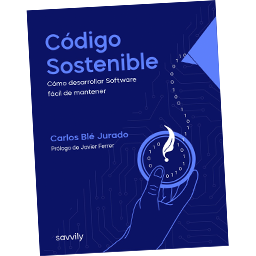 Código
Sostenible
Cómo desarrollar Software
fácil de mantener
Carlos Blé Jurado
Prólogo de Javier Ferrer
savvily